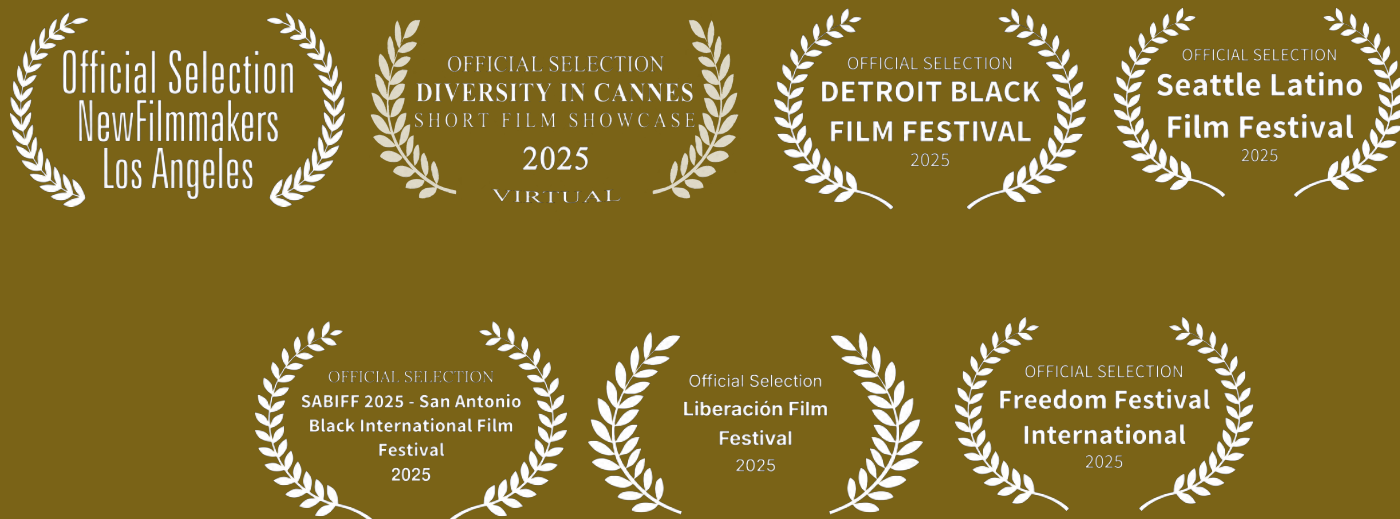 Official Selection
NewFilmmakers
Los Angeles
OFFICIAL SELECTION
DIVERSITY IN CANNES
SHORT FILM SHOWCASE
2025
VIRTUAL
OFFICIAL SELECTION
DETROIT BLACK
FILM FESTIVAL
2025
OFFICIAL SELECTION
Seattle Latino
Film Festival
2025
OFFICIAL SELECTION
SABIFF 2025 - San Antonio
Black International Film
Festival
2025
Official Selection
Liberación Film
Festival
2025
OFFICIAL SELECTION
Freedom Festival
International
2025